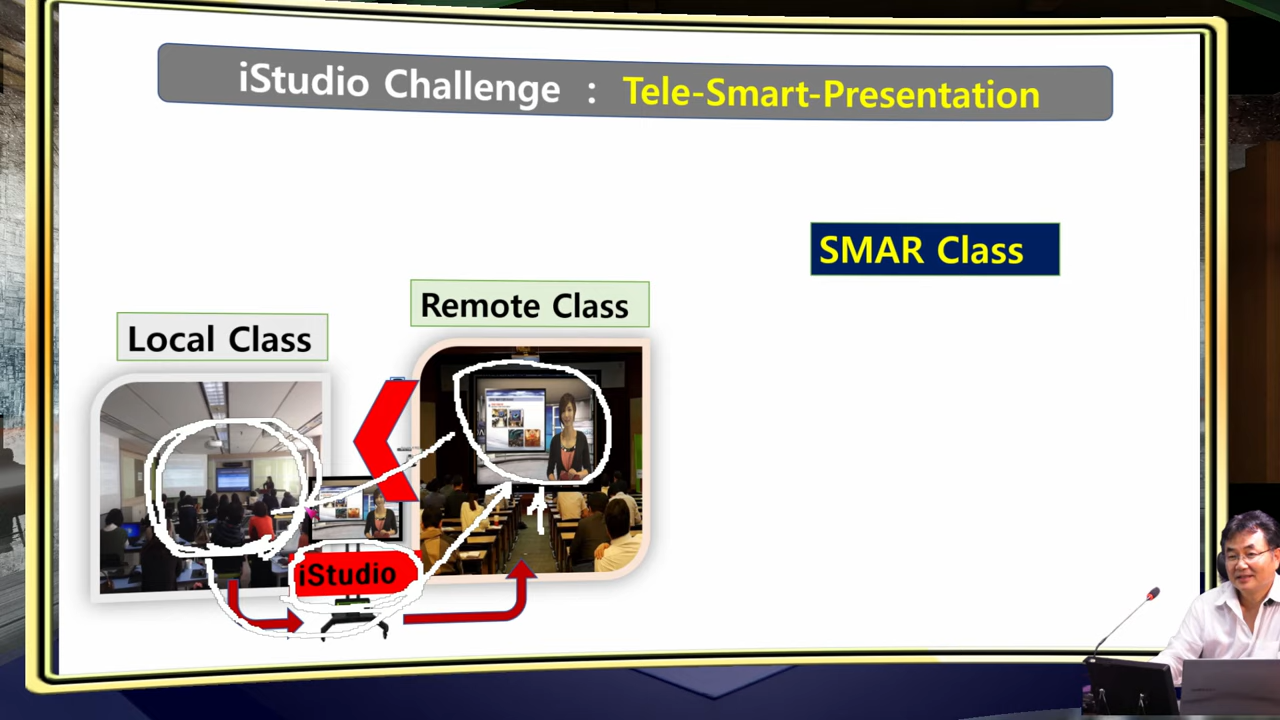 iStudio Challenge : Tele-Smart-Presentation
SMAR Class
Remote Class
Local Class
iStudio